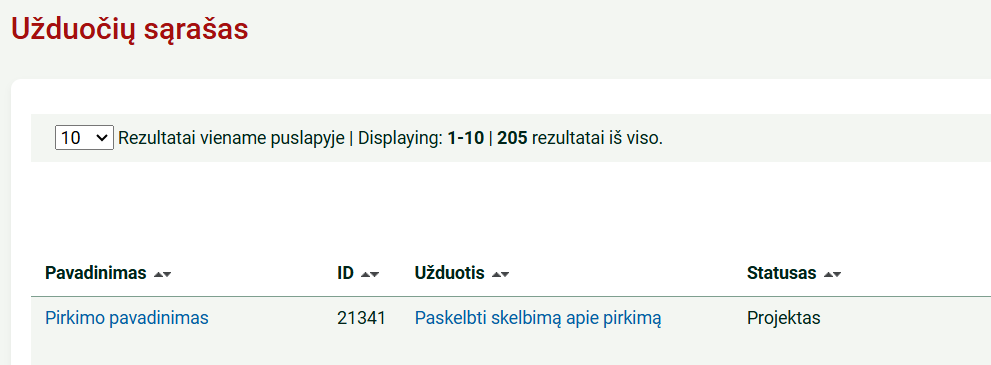 Užduočių sąrašas
10 Rezultatai viename puslapyje | Displaying: 1-10 | 205 rezultatai iš viso.
Pavadinimas ID Užduotis Statusas
Pirkimo pavadinimas 21341 Paskelbti skelbimą apie pirkimą Projektas